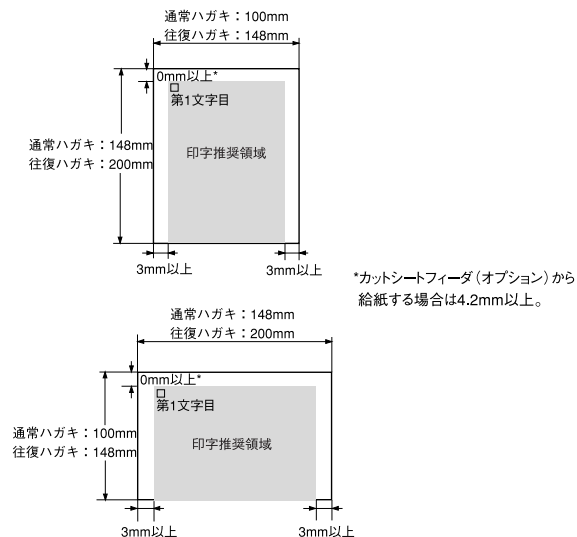 通常ハガキ：100mm
往復ハガキ：148mm
0mm以上*
第1文字目
通常ハガキ：148mm
往復ハガキ：200mm
印字推奨領域
3mm以上
3mm以上
*カットシートフィーダ（オプション）から
給紙する場合は4.2mm以上。
通常ハガキ：148mm
往復ハガキ：200mm
0mm以上*
第1文字目
通常ハガキ：100mm
往復ハガキ：148mm
印字推奨領域
3mm以上
3mm以上